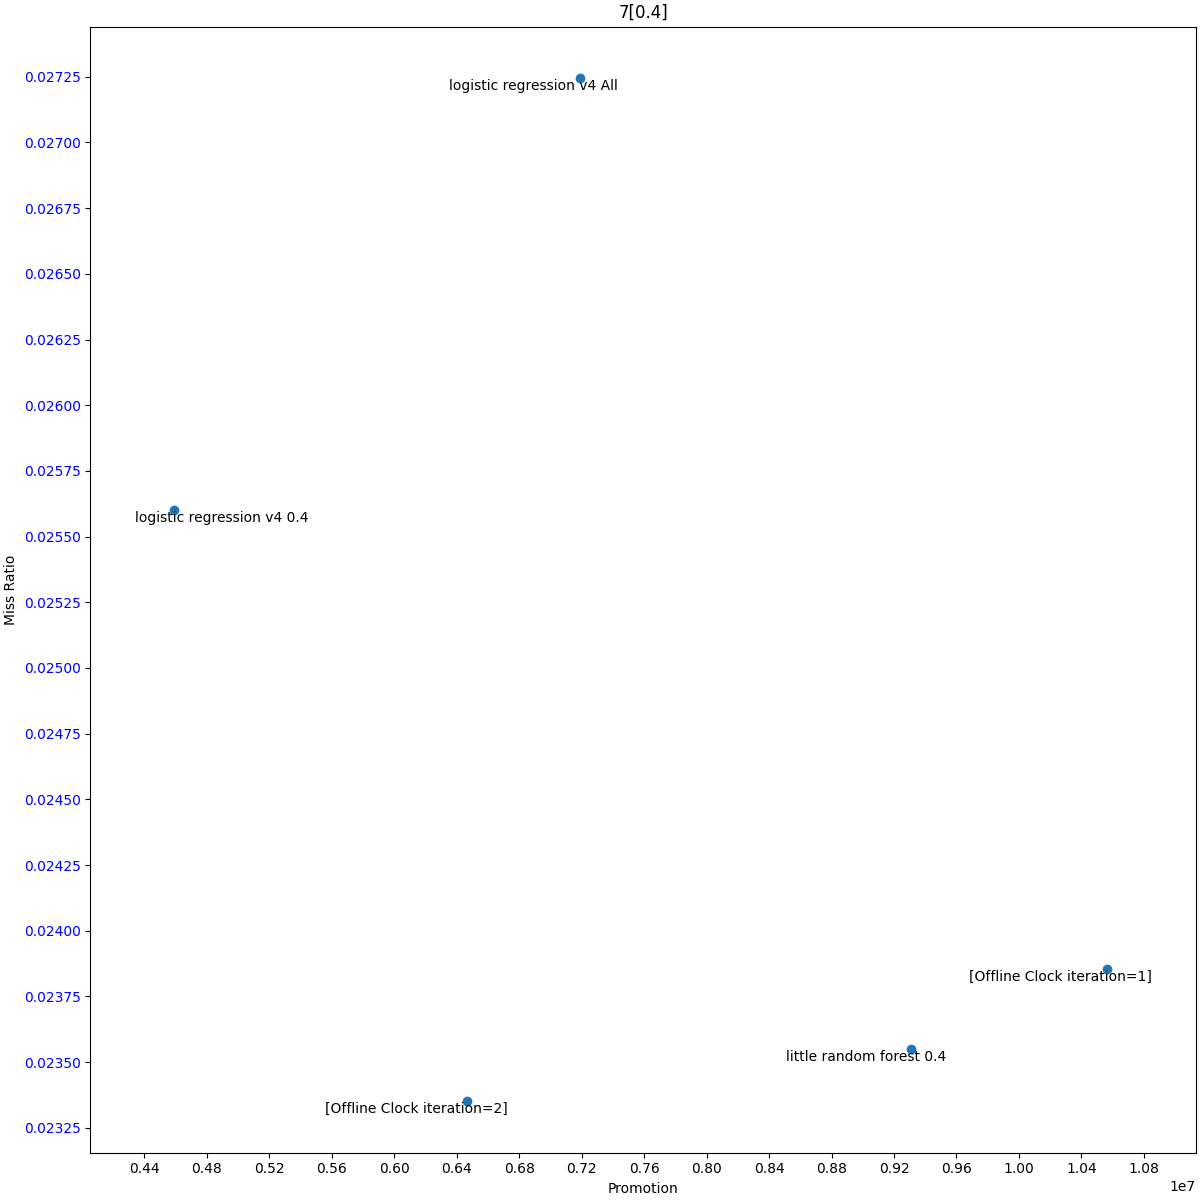 7[0.4]
0.02725
logistic regression v4 All
0.02700
0.02675
0.02650
0.02625
0.02600
0.02575
logistic regression v4 0.4
0.02550
0.02525
Miss Ratio
0.02500
0.02475
0.02450
0.02425
0.02400
[Offline Clock iteration=1]
0.02375
little random forest 0.4
0.02350
[Offline Clock iteration=2]
0.02325
0.44 0.48 0.52 0.56 0.60 0.64 0.68 0.72 0.76 0.80 0.84 0.88 0.92 0.96 1.00 1.04 1.08
Promotion
1e7